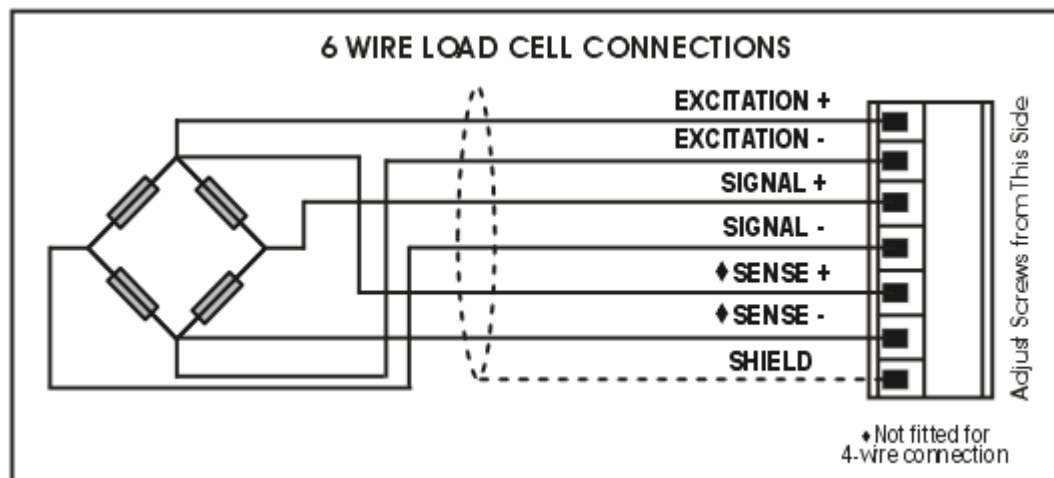 6 WIRE LOAD CELL CONNECTIONS
EXCITATION +
EXCITATION -
SIGNAL +
SIGNAL -
♦SENSE +
♦SENSE -
SHIELD
Adjust Screws from This Side
♦Not fitted for
4-wire connection